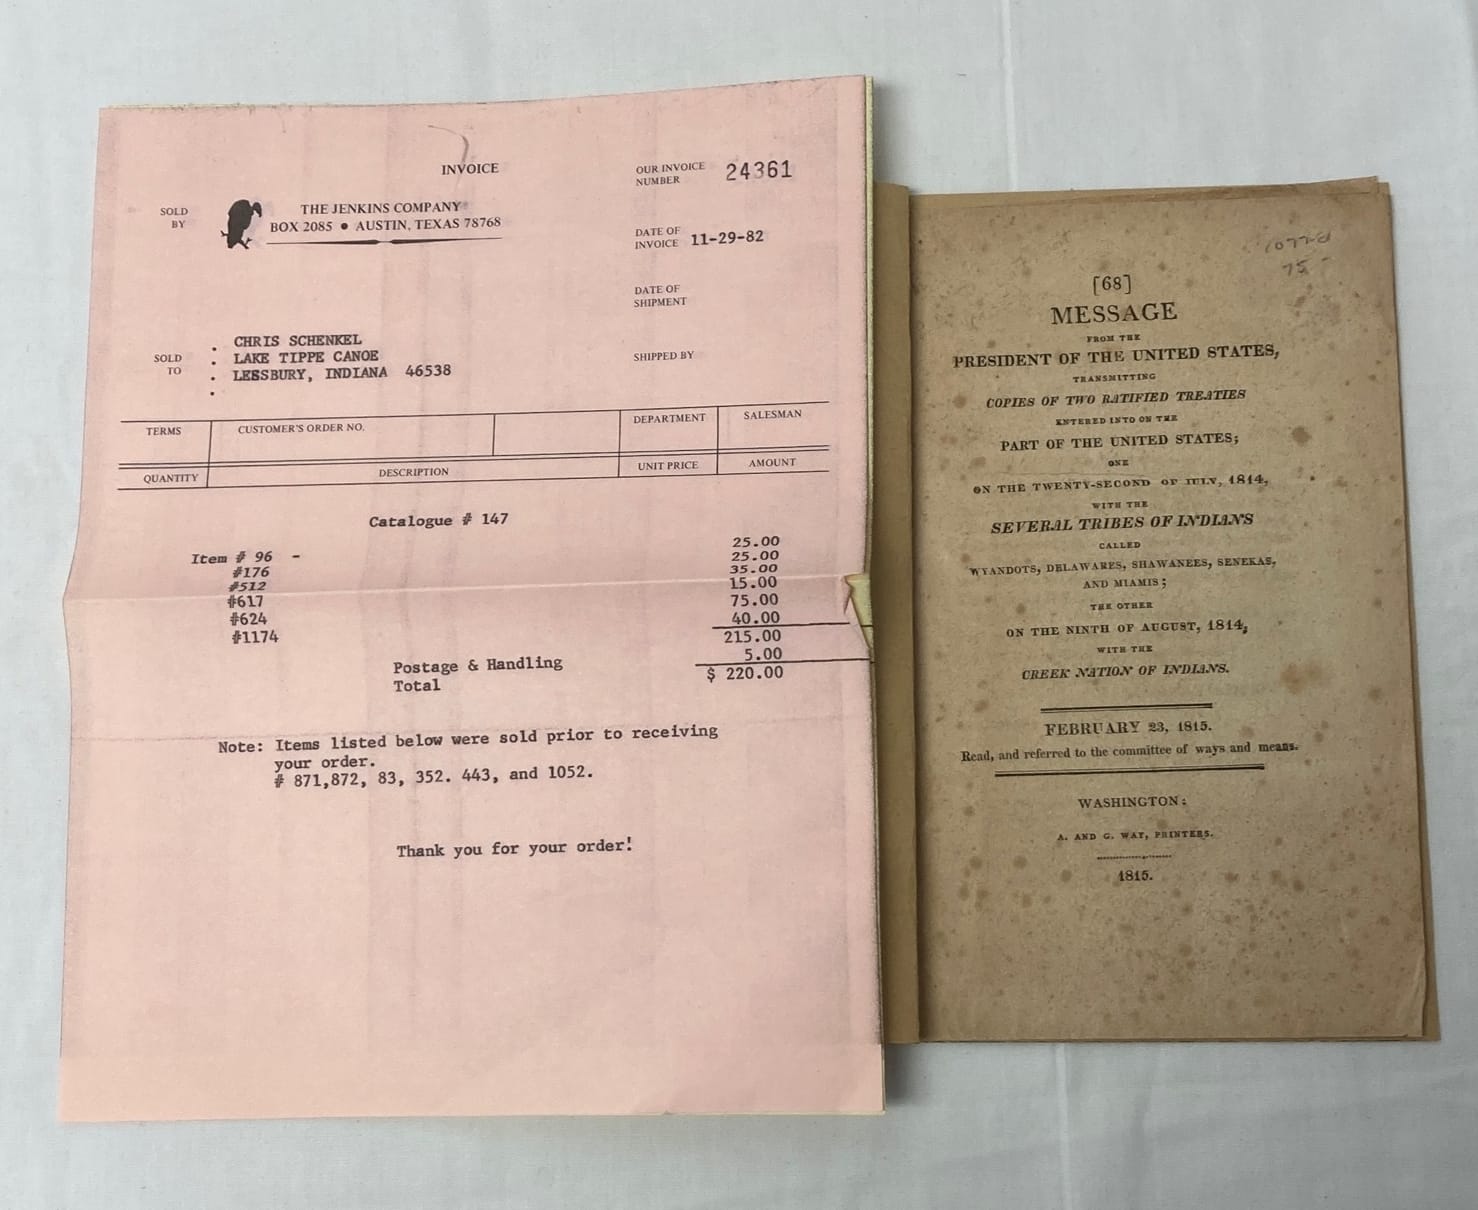 INVOICE
OUR INVOICE
NUMBER 24361
SOLD
BY
THE JENKINS COMPANY
BOX 2085 • AUSTIN, TEXAS 78768
DATE OF
INVOICE 11-29-82
DATE OF
SHIPMENT
SOLD
TO
. CHRIS SCHENKEL
. LAKE TIPPE CANOE
. LESSBURY, INDIANA 46538
.
SHIPPED BY
TERMS CUSTOMER'S ORDER NO. DEPARTMENT SALESMAN
QUANTITY DESCRIPTION UNIT PRICE AMOUNT
Catalogue # 147
Item # 96 - 25.00
#176 25.00
#512 35.00
#617 15.00
#624 75.00
#1174 40.00
215.00
Postage & Handling 5.00
Total $ 220.00
Note: Items listed below were sold prior to receiving
your order.
# 871,872, 83, 352. 443, and 1052.
Thank you for your order!
75-
[68]
MESSAGE
FROM THE
PRESIDENT OF THE UNITED STATES,
TRANSMITTING
COPIES OF TWO RATIFIED TREATIES
ENTERED INTO ON THE
PART OF THE UNITED STATES;
ONE
ON THE TWENTY-SECOND OF JULY, 1814,
WITH THE
SEVERAL TRIBES OF INDIANS
CALLED
WYANDOTS, DELAWARES, SHAWANEES, SENEKAS,
AND MIAMIS;
THE OTHER
ON THE NINTH OF AUGUST, 1814,
WITH THE
CREEK NATION OF INDIANS.
FEBRUARY 23, 1815.
Read, and referred to the committee of ways and means.
WASHINGTON:
A. AND G. WAY, PRINTERS.
1815.